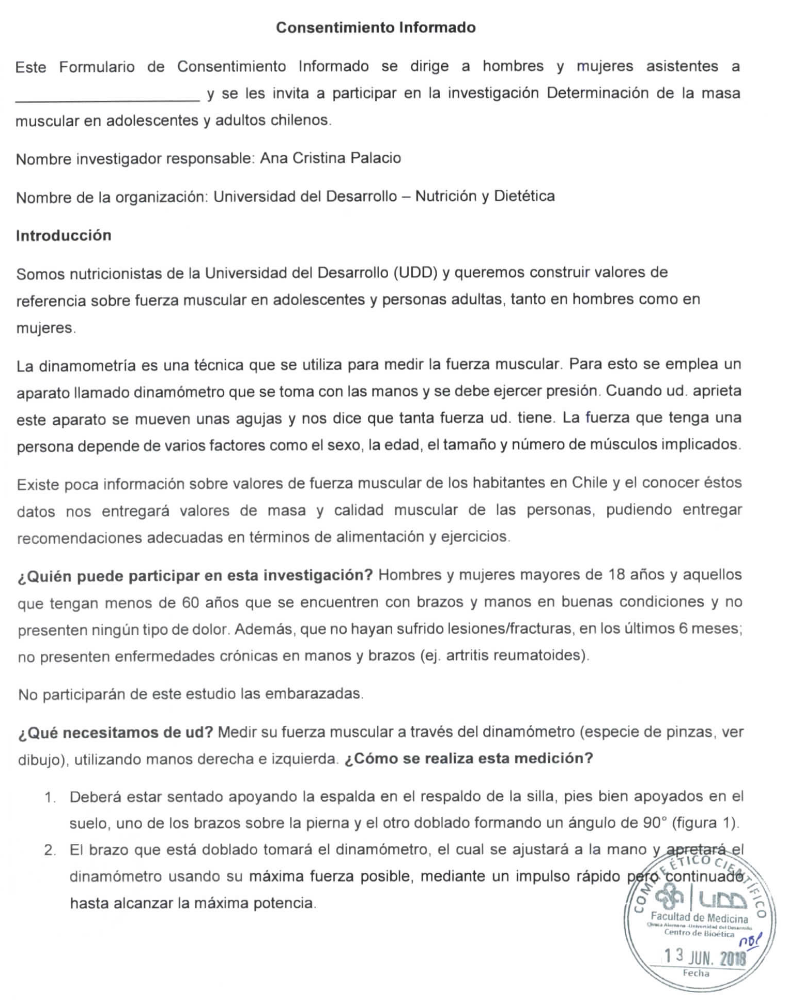 Consentimiento Informado
Este Formulario de Consentimiento Informado se dirige a hombres y mujeres asistentes a
______________________ y se les invita a participar en la investigación Determinación de la masa
muscular en adolescentes y adultos chilenos.
Nombre investigador responsable: Ana Cristina Palacio
Nombre de la organización: Universidad del Desarrollo – Nutrición y Dietética
Introducción
Somos nutricionistas de la Universidad del Desarrollo (UDD) y queremos construir valores de
referencia sobre fuerza muscular en adolescentes y personas adultas, tanto en hombres como en
mujeres.
La dinamometría es una técnica que se utiliza para medir la fuerza muscular. Para esto se emplea un
aparato llamado dinamómetro que se toma con las manos y se debe ejercer presión. Cuando ud. aprieta
este aparato se mueven unas agujas y nos dice que tanta fuerza ud. tiene. La fuerza que tenga una
persona depende de varios factores como el sexo, la edad, el tamaño y número de músculos implicados.
Existe poca información sobre valores de fuerza muscular de los habitantes en Chile y el conocer éstos
datos nos entregará valores de masa y calidad muscular de las personas, pudiendo entregar
recomendaciones adecuadas en términos de alimentación y ejercicios.
¿Quién puede participar en esta investigación? Hombres y mujeres mayores de 18 años y aquellos
que tengan menos de 60 años que se encuentren con brazos y manos en buenas condiciones y no
presenten ningún tipo de dolor. Además, que no hayan sufrido lesiones/fracturas, en los últimos 6 meses;
no presenten enfermedades crónicas en manos y brazos (ej. artritis reumatoides).
No participarán de este estudio las embarazadas.
¿Qué necesitamos de ud? Medir su fuerza muscular a través del dinamómetro (especie de pinzas, ver
dibujo), utilizando manos derecha e izquierda. ¿Cómo se realiza esta medición?
1. Deberá estar sentado apoyando la espalda en el respaldo de la silla, pies bien apoyados en el
suelo, uno de los brazos sobre la pierna y el otro doblado formando un ángulo de 90° (figura 1).
2. El brazo que está doblado tomará el dinamómetro, el cual se ajustará a la mano y apretará el
dinamómetro usando su máxima fuerza posible, mediante un impulso rápido pero continuado
hasta alcanzar la máxima potencia.
COMITE ÉTICO CIENTÍFICO
UDD
Facultad de Medicina
Clínica Alemana - Universidad del Desarrollo
Centro de Bioética
13 JUN. 2018
Fecha